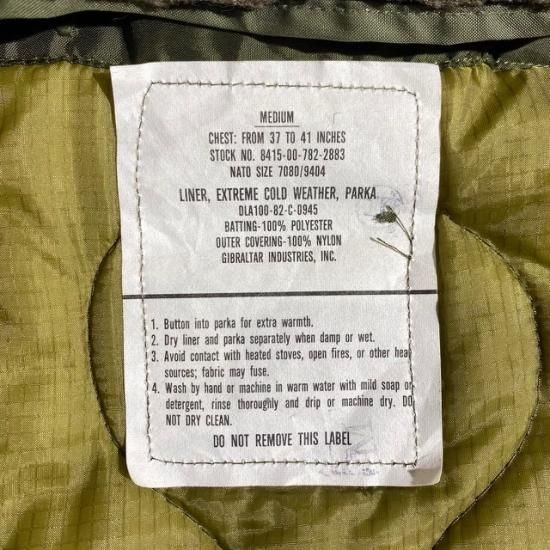 MEDIUM
CHEST: FROM 37 TO 41 INCHES
STOCK NO. 8415-00-782-2883
NATO SIZE 7080/9404
LINER, EXTREME COLD WEATHER, PARKA
DLA100-82-C-0945
BATTING-100% POLYESTER
OUTER COVERING-100% NYLON
GIBRALTAR INDUSTRIES, INC.
1. Button into parka for extra warmth.
2. Dry liner and parka separately when damp or wet.
3. Avoid contact with heated stoves, open fires, or other hea
sources; fabric may fuse.
4. Wash by hand or machine in warm water with mild soap or
detergent, rinse thoroughly and drip or machine dry. DO
NOT DRY CLEAN.
DO NOT REMOVE THIS LABEL